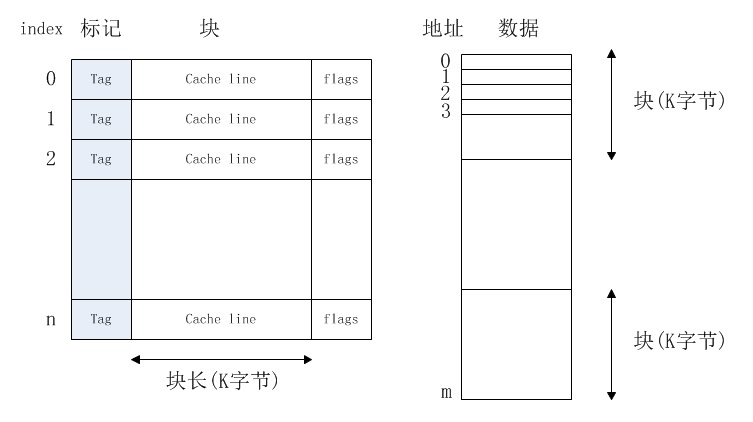 index 标记 块
0 Tag Cache line flags
1 Tag Cache line flags
2 Tag Cache line flags
n Tag Cache line flags
块长(K字节)
地址 数据
0
1
2
3
块(K字节)
块(K字节)
m